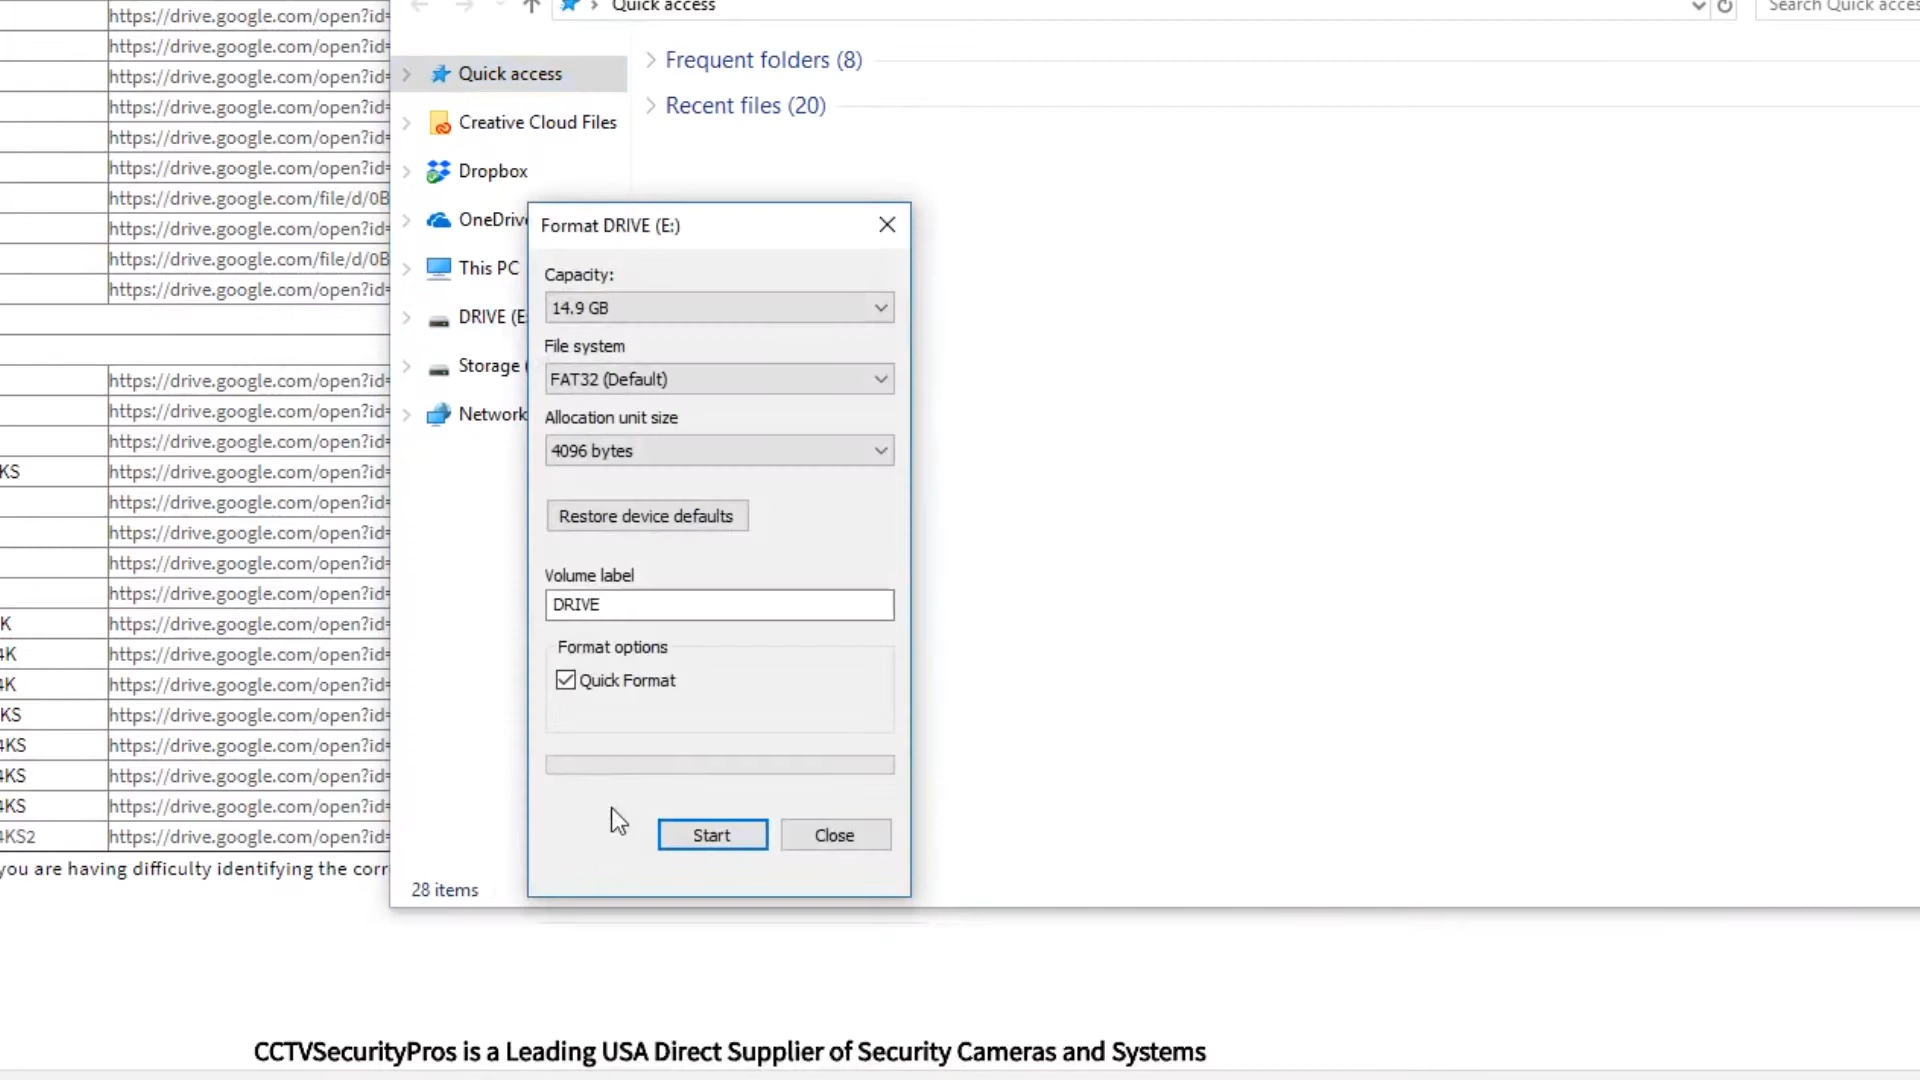 https://drive.google.com/open?id=
https://drive.google.com/open?id=
https://drive.google.com/open?id=
https://drive.google.com/open?id=
https://drive.google.com/open?id=
https://drive.google.com/open?id=
https://drive.google.com/file/d/0B
https://drive.google.com/open?id=
https://drive.google.com/file/d/0B
https://drive.google.com/open?id=
https://drive.google.com/open?id=
https://drive.google.com/open?id=
https://drive.google.com/open?id=
KS https://drive.google.com/open?id=
https://drive.google.com/open?id=
https://drive.google.com/open?id=
https://drive.google.com/open?id=
https://drive.google.com/open?id=
K https://drive.google.com/open?id=
4K https://drive.google.com/open?id=
4K https://drive.google.com/open?id=
KS https://drive.google.com/open?id=
4KS https://drive.google.com/open?id=
4KS https://drive.google.com/open?id=
4KS https://drive.google.com/open?id=
4KS2 https://drive.google.com/open?id=
you are having difficulty identifying the corr
Quick access
Search Quick acces
Quick access
Creative Cloud Files
Dropbox
OneDrive
This PC
DRIVE (E:
Storage (
Network
28 items
Frequent folders (8)
Recent files (20)
Format DRIVE (E:)
Capacity:
14.9 GB
File system
FAT32 (Default)
Allocation unit size
4096 bytes
Restore device defaults
Volume label
DRIVE
Format options
Quick Format
Start Close
CCTVSecurityPros is a Leading USA Direct Supplier of Security Cameras and Systems